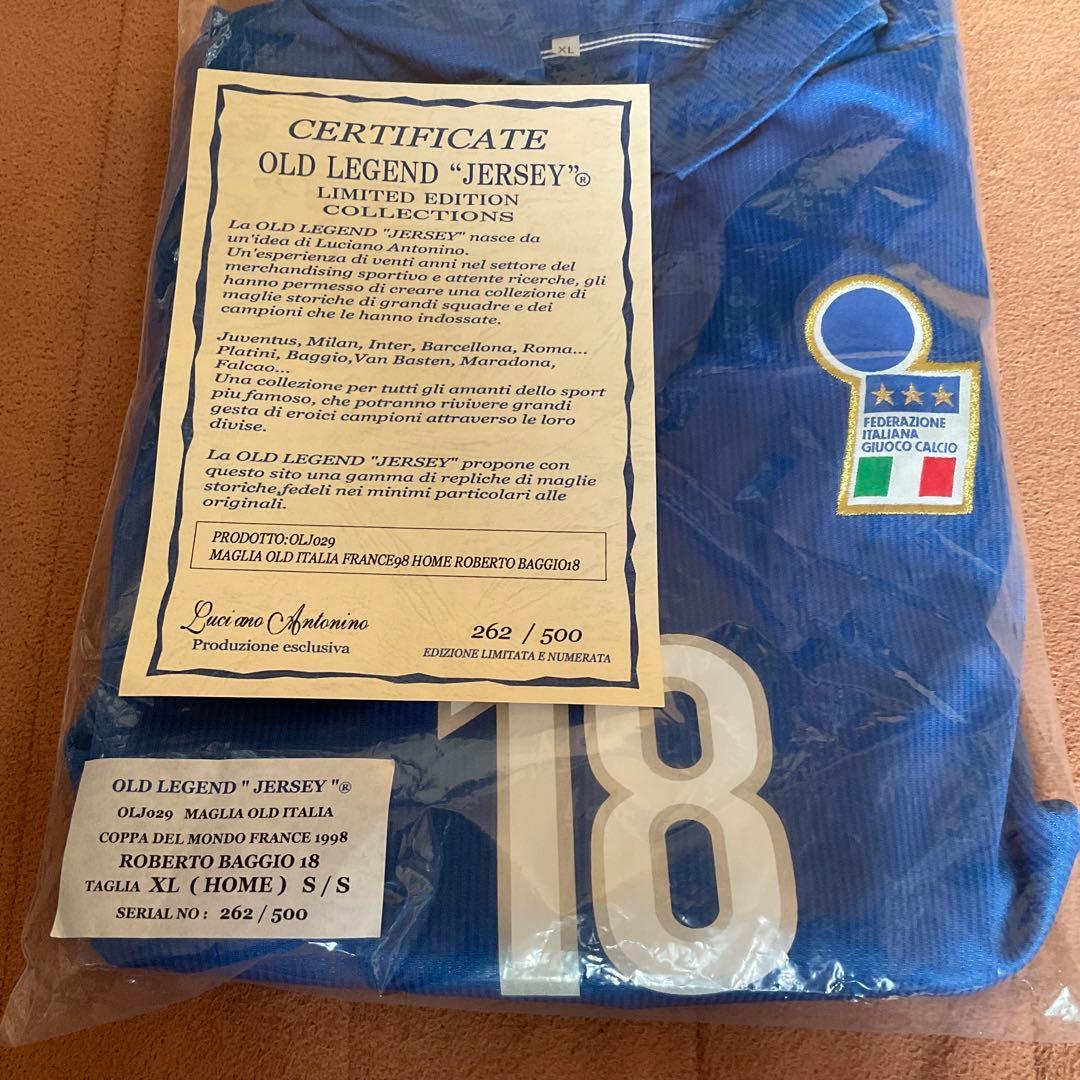 XL
CERTIFICATE
OLD LEGEND “JERSEY”®
LIMITED EDITION
COLLECTIONS
La OLD LEGEND "JERSEY" nasce da
un'idea di Luciano Antonino.
Un'esperienza di venti anni nel settore del
merchandising sportivo e attente ricerche, gli
hanno permesso di creare una collezione di
maglie storiche di grandi squadre e dei
campioni che le hanno indossate.
Juventus, Milan, Inter, Barcellona, Roma...
Platini, Baggio,Van Basten, Maradona,
Falcao...
Una collezione per tutti gli amanti dello sport
piu famoso, che potranno rivivere grandi
gesta di eroici campioni attraverso le loro
divise.
La OLD LEGEND "JERSEY" propone con
questo sito una gamma di repliche di maglie
storiche,fedeli nei minimi particolari alle
originali.
PRODOTTO:OLJ029
MAGLIA OLD ITALIA FRANCE98 HOME ROBERTO BAGGIO18
Luciano Antonino
Produzione esclusiva
262 / 500
EDIZIONE LIMITATA E NUMERATA
FEDERAZIONE
ITALIANA
GIUOCO CALCIO
18
OLD LEGEND " JERSEY "®
OLJ029 MAGLIA OLD ITALIA
COPPA DEL MONDO FRANCE 1998
ROBERTO BAGGIO 18
TAGLIA XL ( HOME ) S / S
SERIAL NO : 262 / 500